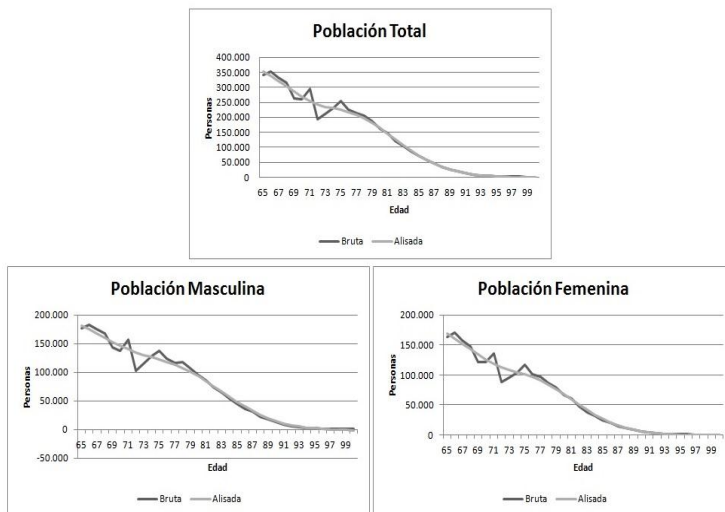 Población Total
400.000
350.000
300.000
250.000
200.000
150.000
100.000
50.000
0
Personas
65 67 69 71 73 75 77 79 81 83 85 87 89 91 93 95 97 99
Edad
Bruta Alisada
Población Masculina
200.000
150.000
100.000
50.000
0
-50.000
Personas
65 67 69 71 73 75 77 79 81 83 85 87 89 91 93 95 97 99
Edad
Bruta Alisada
Población Femenina
200.000
150.000
100.000
50.000
0
Personas
65 67 69 71 73 75 77 79 81 83 85 87 89 91 93 95 97 99
Edad
Bruta Alisada